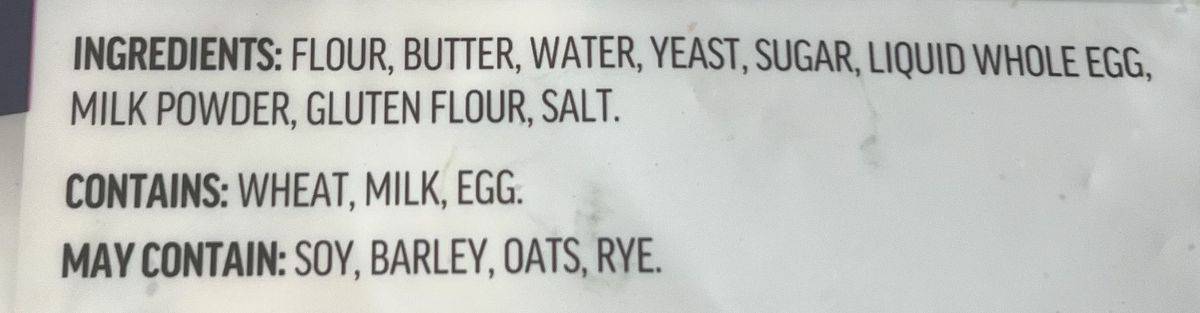 INGREDIENTS: FLOUR, BUTTER, WATER, YEAST, SUGAR, LIQUID WHOLE EGG,
MILK POWDER, GLUTEN FLOUR, SALT.
CONTAINS: WHEAT, MILK, EGG.
MAY CONTAIN: SOY, BARLEY, OATS, RYE.